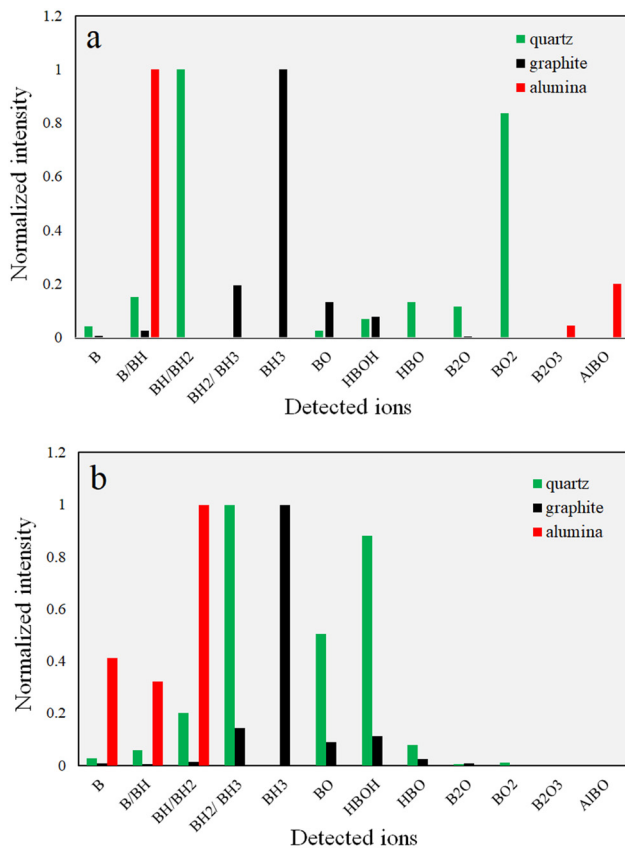 a
Normalized intensity
1.2
1
0.8
0.6
0.4
0.2
0
quartz
graphite
alumina
B
B/BH
BH/BH2
BH2/ BH3
BH3
BO
HBOH
HBO
B2O
BO2
B2O3
AlBO
Detected ions
b
Normalized intensity
1.2
1
0.8
0.6
0.4
0.2
0
quartz
graphite
alumina
B
B/BH
BH/BH2
BH2/ BH3
BH3
BO
HBOH
HBO
B2O
BO2
B2O3
AlBO
Detected ions